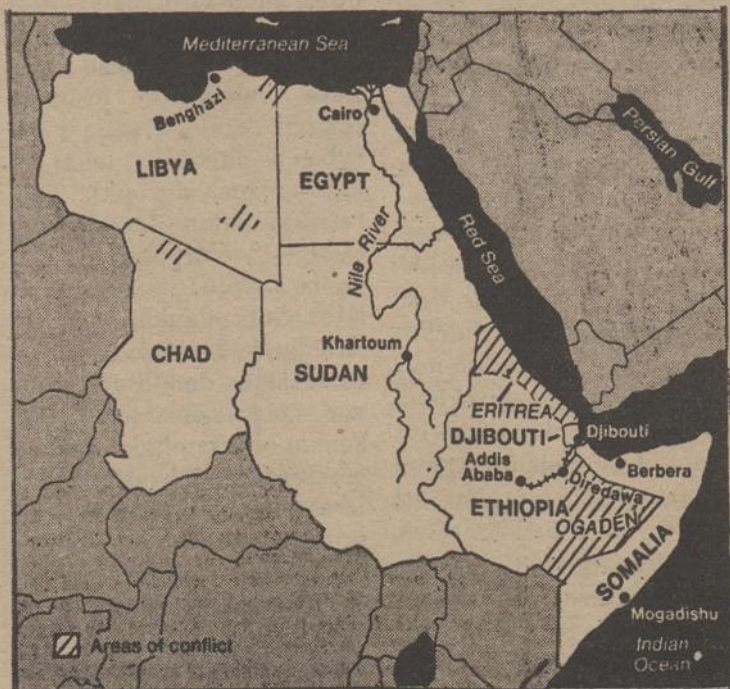 Mediterranean Sea
Benghazi
Cairo
LIBYA
EGYPT
Persian Gulf
Red Sea
Nile River
Khartoum
CHAD
SUDAN
ERITREA
DJIBOUTI
Djibouti
Addis
Ababa
Diredawa
Berbera
ETHIOPIA
OGADEN
SOMALIA
Mogadishu
Indian
Ocean
Areas of conflict